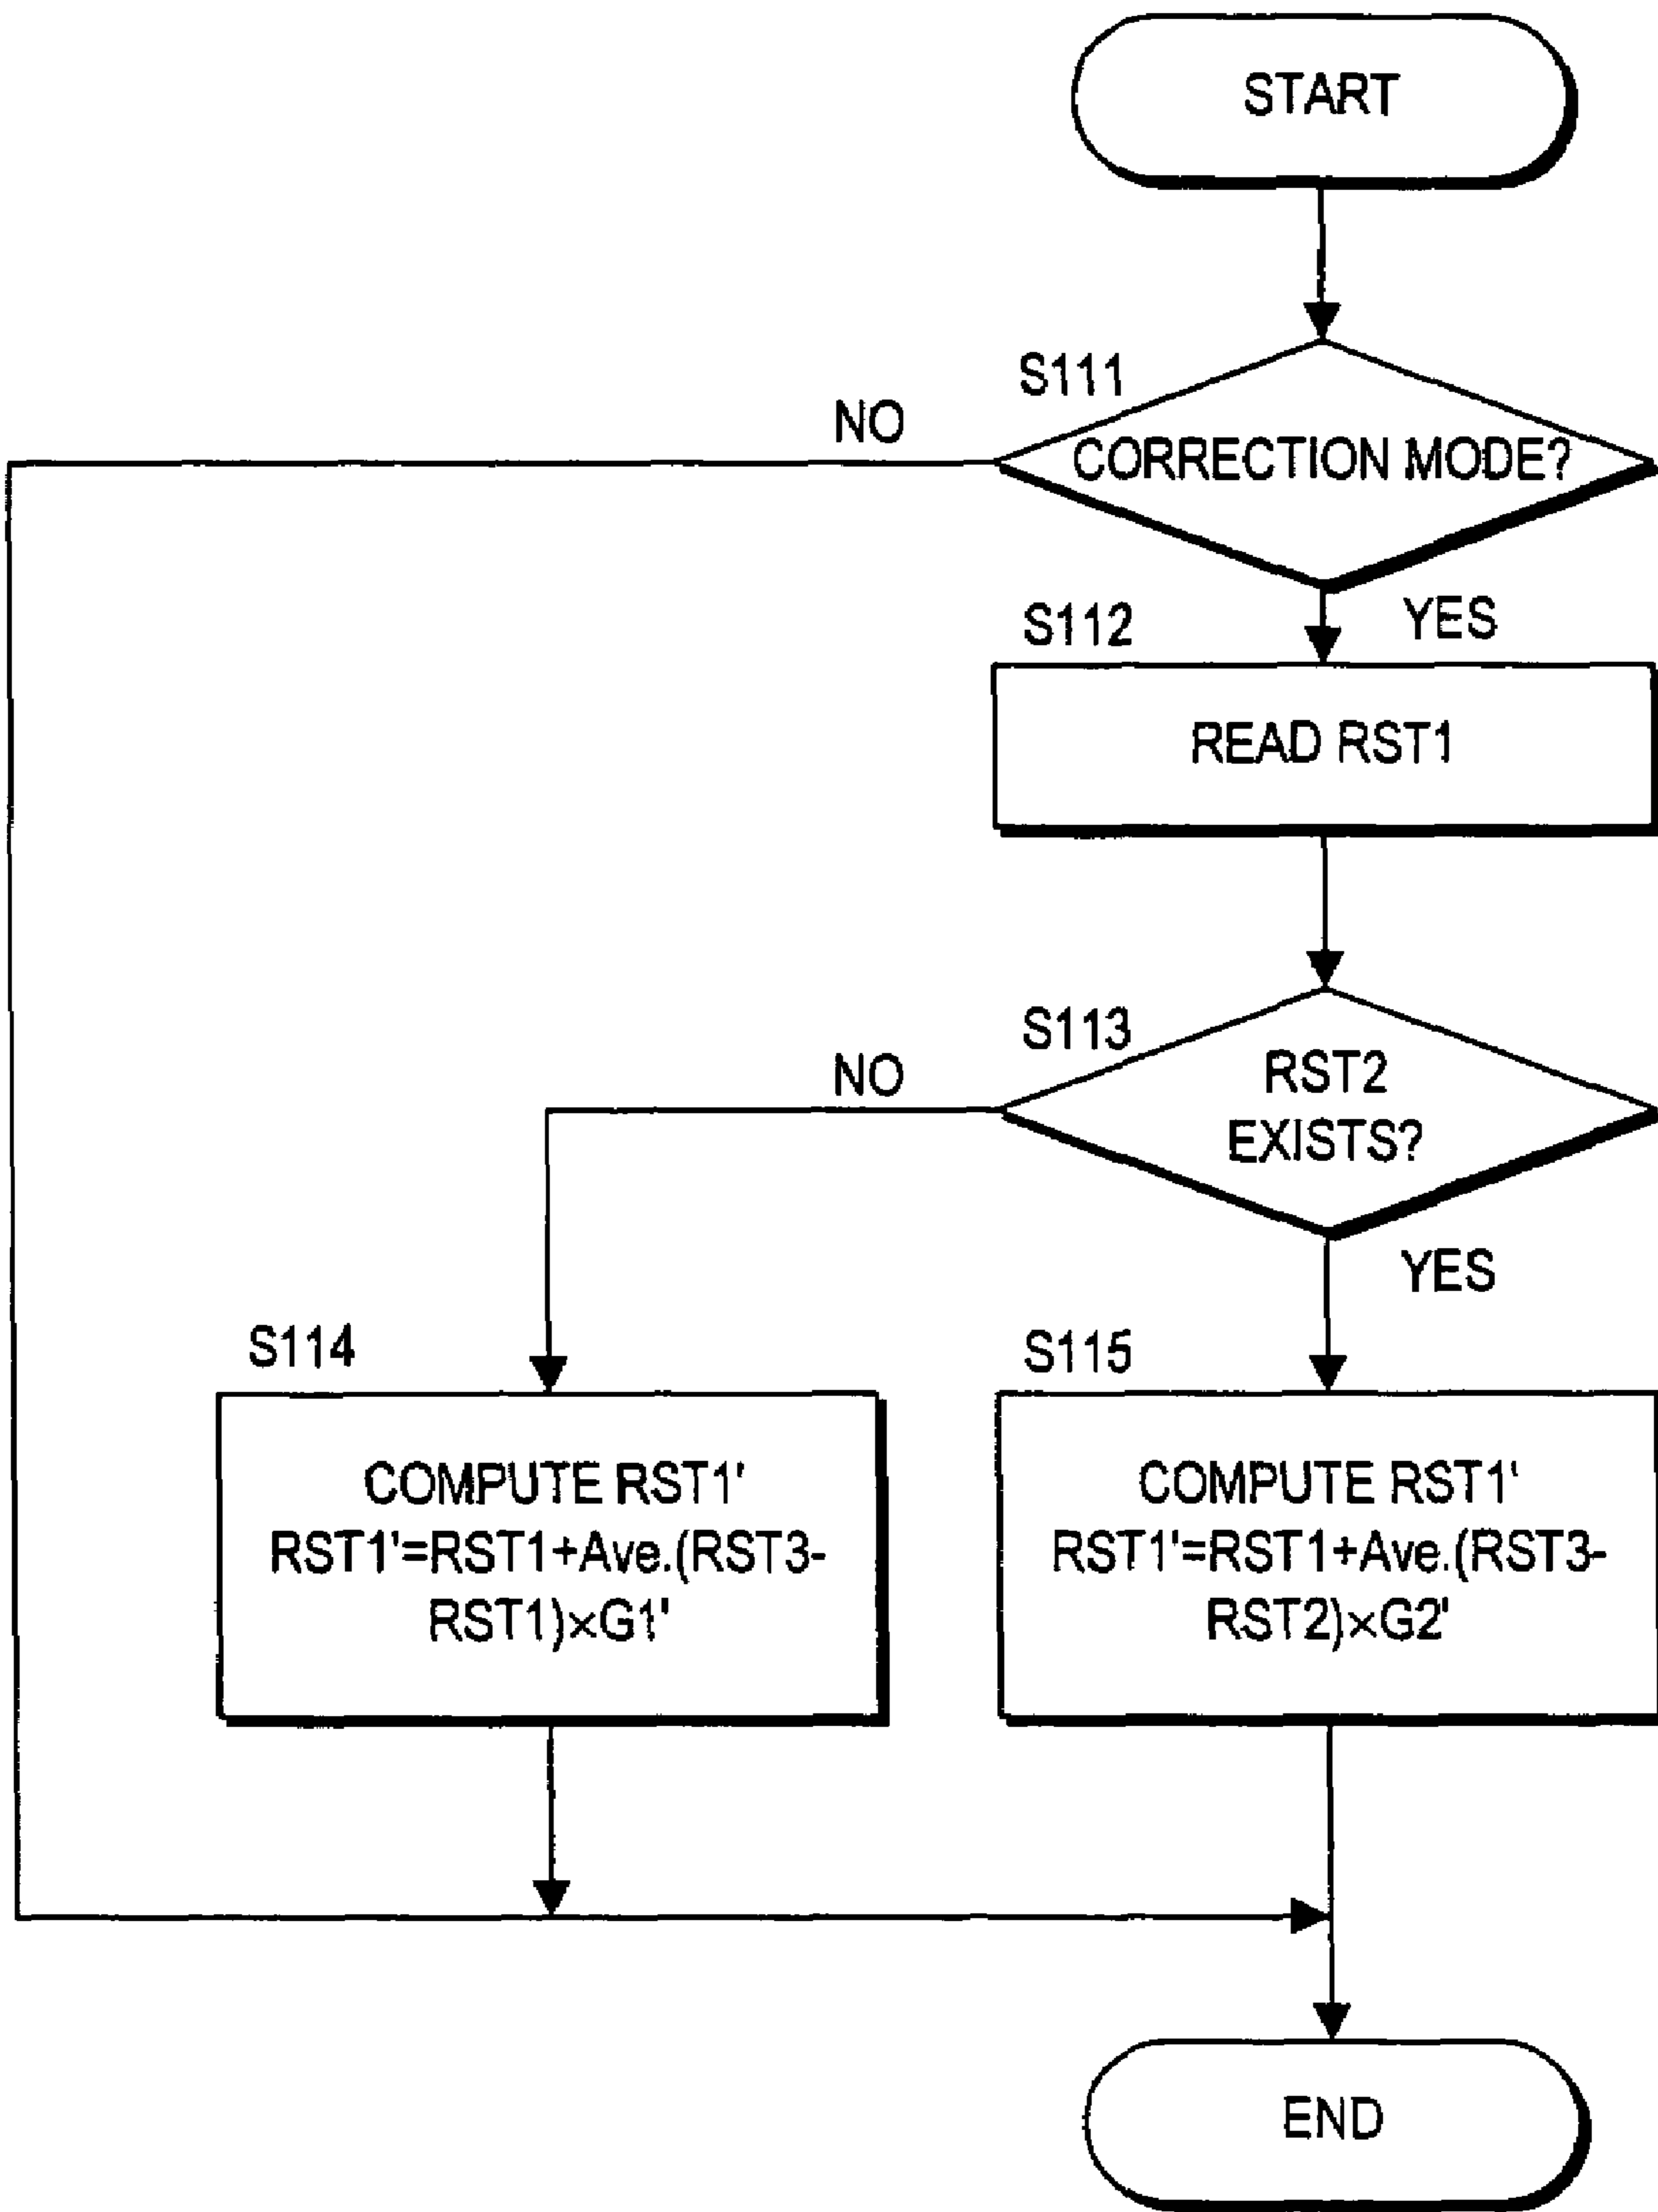 START
S111
NO
CORRECTION MODE?
S112
YES
READ RST1
S113
NO
RST2
EXISTS?
YES
S114
S115
COMPUTE RST1'
RST1'=RST1+Ave.(RST3-
RST1)×G1'
COMPUTE RST1'
RST1'=RST1+Ave.(RST3-
RST2)×G2'
END